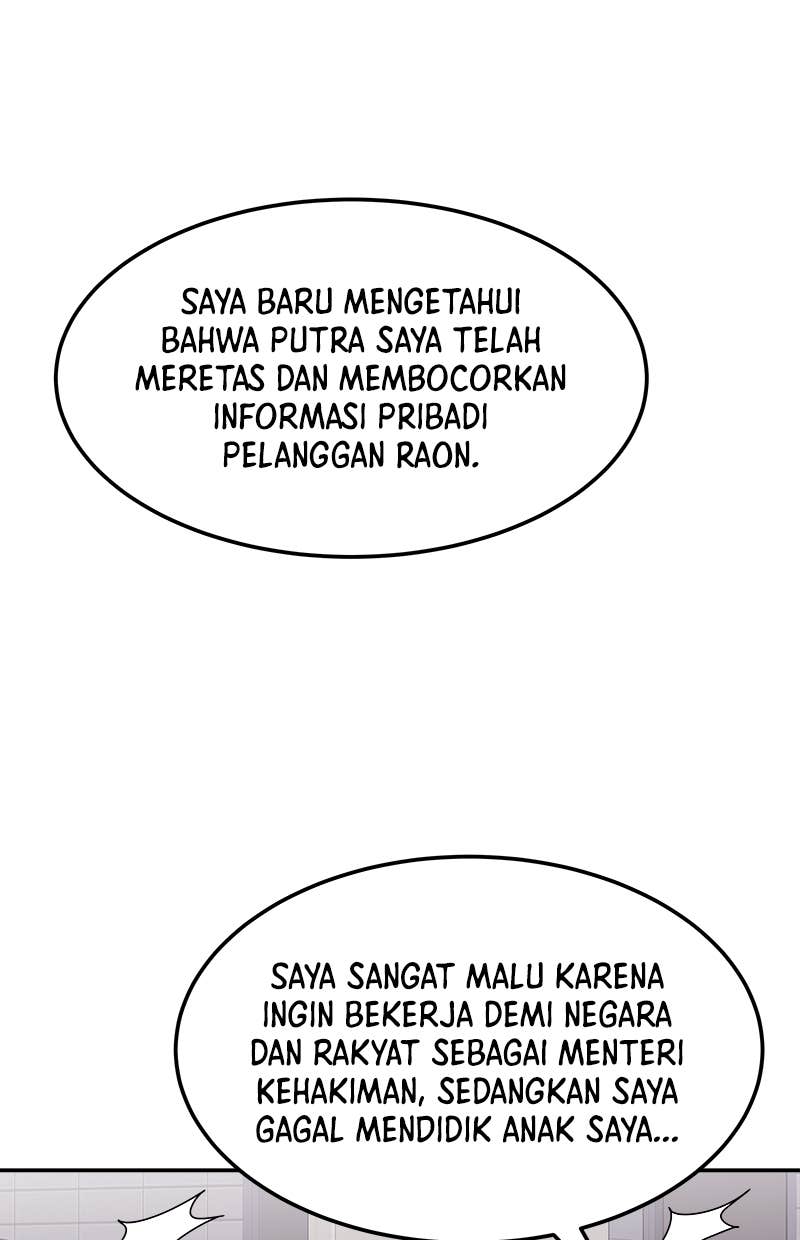 SAYA BARU MENGETAHUI
BAHWA PUTRA SAYA TELAH
MERETAS DAN MEMBOCORKAN
INFORMASI PRIBADI
PELANGGAN RAON.
SAYA SANGAT MALU KARENA
INGIN BEKERJA DEMI NEGARA
DAN RAKYAT SEBAGAI MENTERI
KEHAKIMAN, SEDANGKAN SAYA
GAGAL MENDIDIK ANAK SAYA...